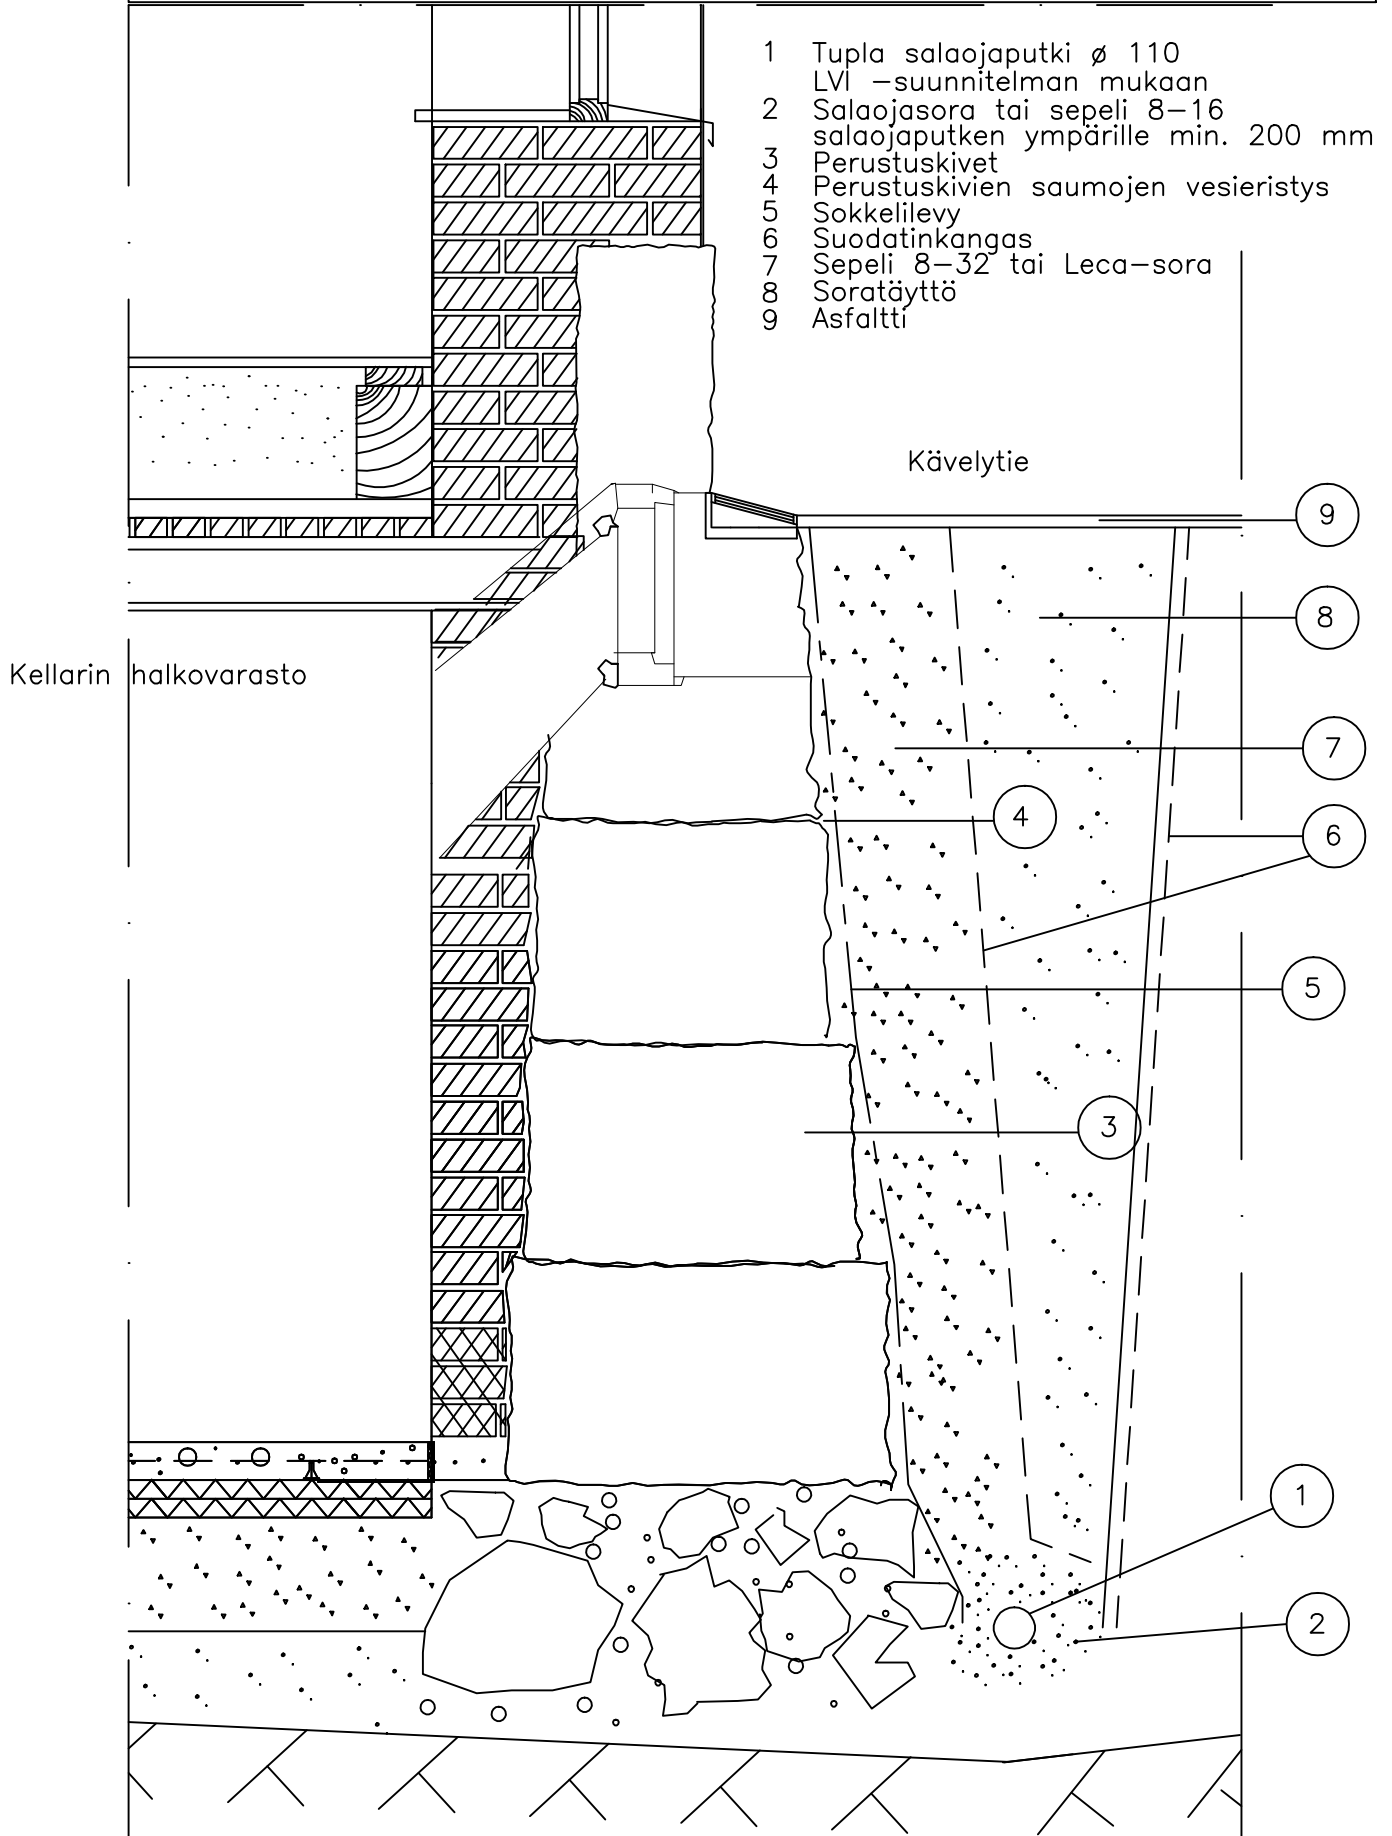 1 Tupla salaojaputki ø 110
LVI –suunnitelman mukaan
2 Salaojasora tai sepeli 8–16
salaojaputken ympärille min. 200 mm
3 Perustuskivet
4 Perustuskivien saumojen vesieristys
5 Sokkelilevy
6 Suodatinkangas
7 Sepeli 8–32 tai Leca–sora
8 Soratäyttö
9 Asfaltti
Kävelytie
9
8
Kellarin halkovarasto
7
4
6
5
3
1
2